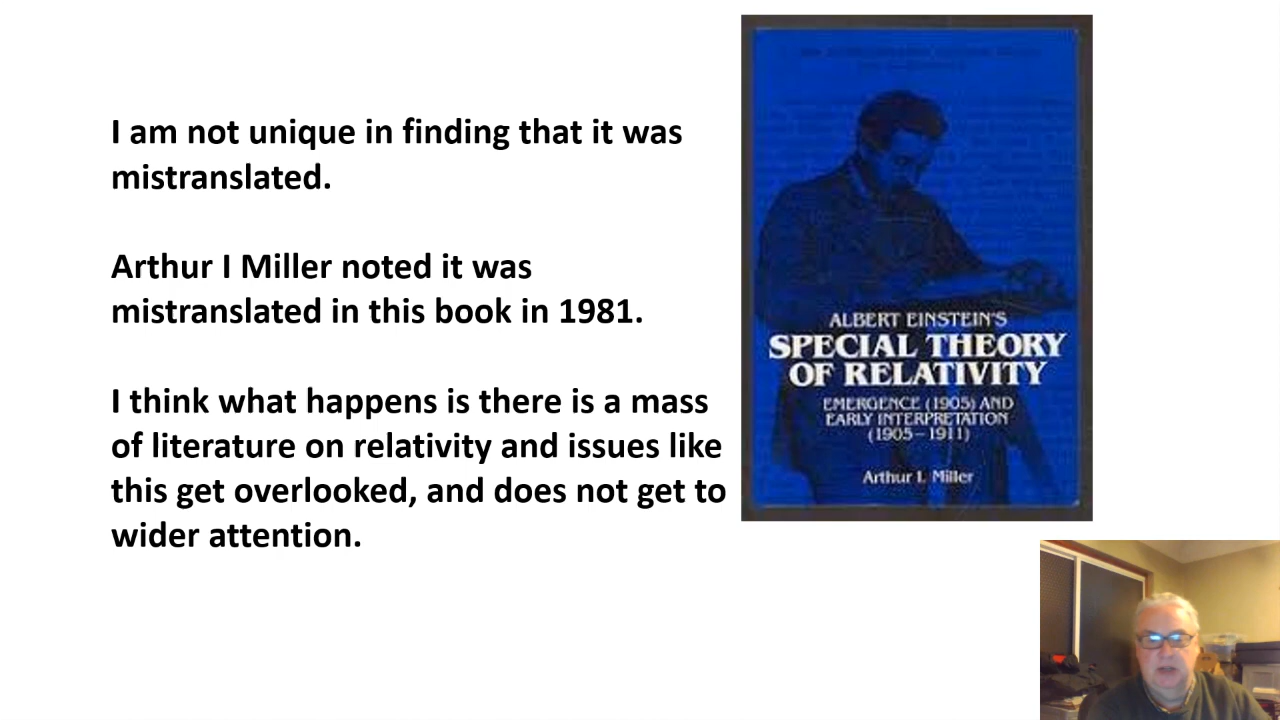 I am not unique in finding that it was
mistranslated.
Arthur I Miller noted it was
mistranslated in this book in 1981.
I think what happens is there is a mass
of literature on relativity and issues like
this get overlooked, and does not get to
wider attention.
ALBERT EINSTEIN'S
SPECIAL THEORY
OF RELATIVITY
EMERGENCE (1905) AND
EARLY INTERPRETATION
(1905–1911)
Arthur I. Miller